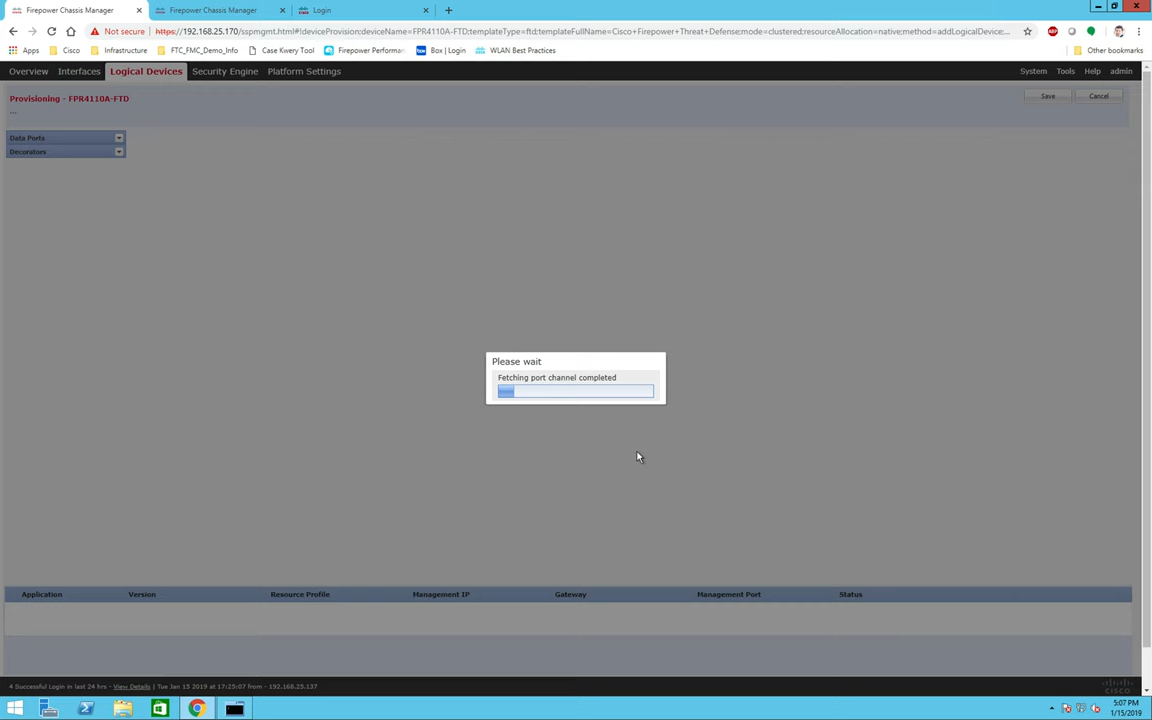 Firepower Chassis Manager
Firepower Chassis Manager
Login
Not secure
https://192.168.25.170/sspmgmt.html#!deviceProvision;deviceName=FPR4110A-FTD;templateType=ftd;templateFullName=Cisco+Firepower+Threat+Defense;mode=clustered;resourceAllocation=native;method=addLogicalDevice;...
Apps
Cisco
Infrastructure
FTC_FMC_Demo_Info
Case Kwery Tool
Firepower Performan
Box | Login
WLAN Best Practices
Other bookmarks
Overview Interfaces Logical Devices Security Engine Platform Settings
System Tools Help admin
Provisioning - FPR4110A-FTD
...
Save Cancel
Data Ports
Decorators
Please wait
Fetching port channel completed
Application Version Resource Profile Management IP Gateway Management Port Status
4 Successful Login in last 24 hrs - View Details | Tue Jan 15 2019 at 17:25:07 from - 192.168.25.137
CISCO
5:07 PM
1/15/2019